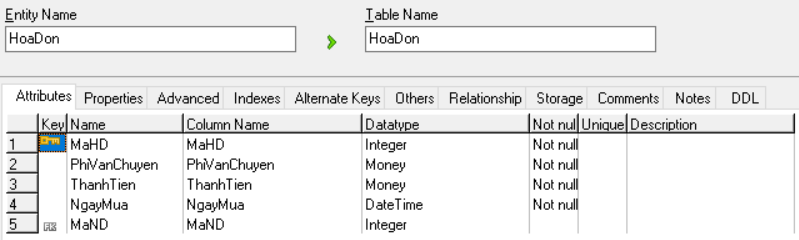 Entity Name Table Name
HoaDon HoaDon
Attributes Properties Advanced Indexes Alternate Keys Others Relationship Storage Comments Notes DDL
Key Name Column Name Datatype Not nul Unique Description
1 MaHD MaHD Integer Not null
2 PhiVanChuyen PhiVanChuyen Money Not null
3 ThanhTien ThanhTien Money Not null
4 NgayMua NgayMua DateTime Not null
5 FK MaND MaND Integer